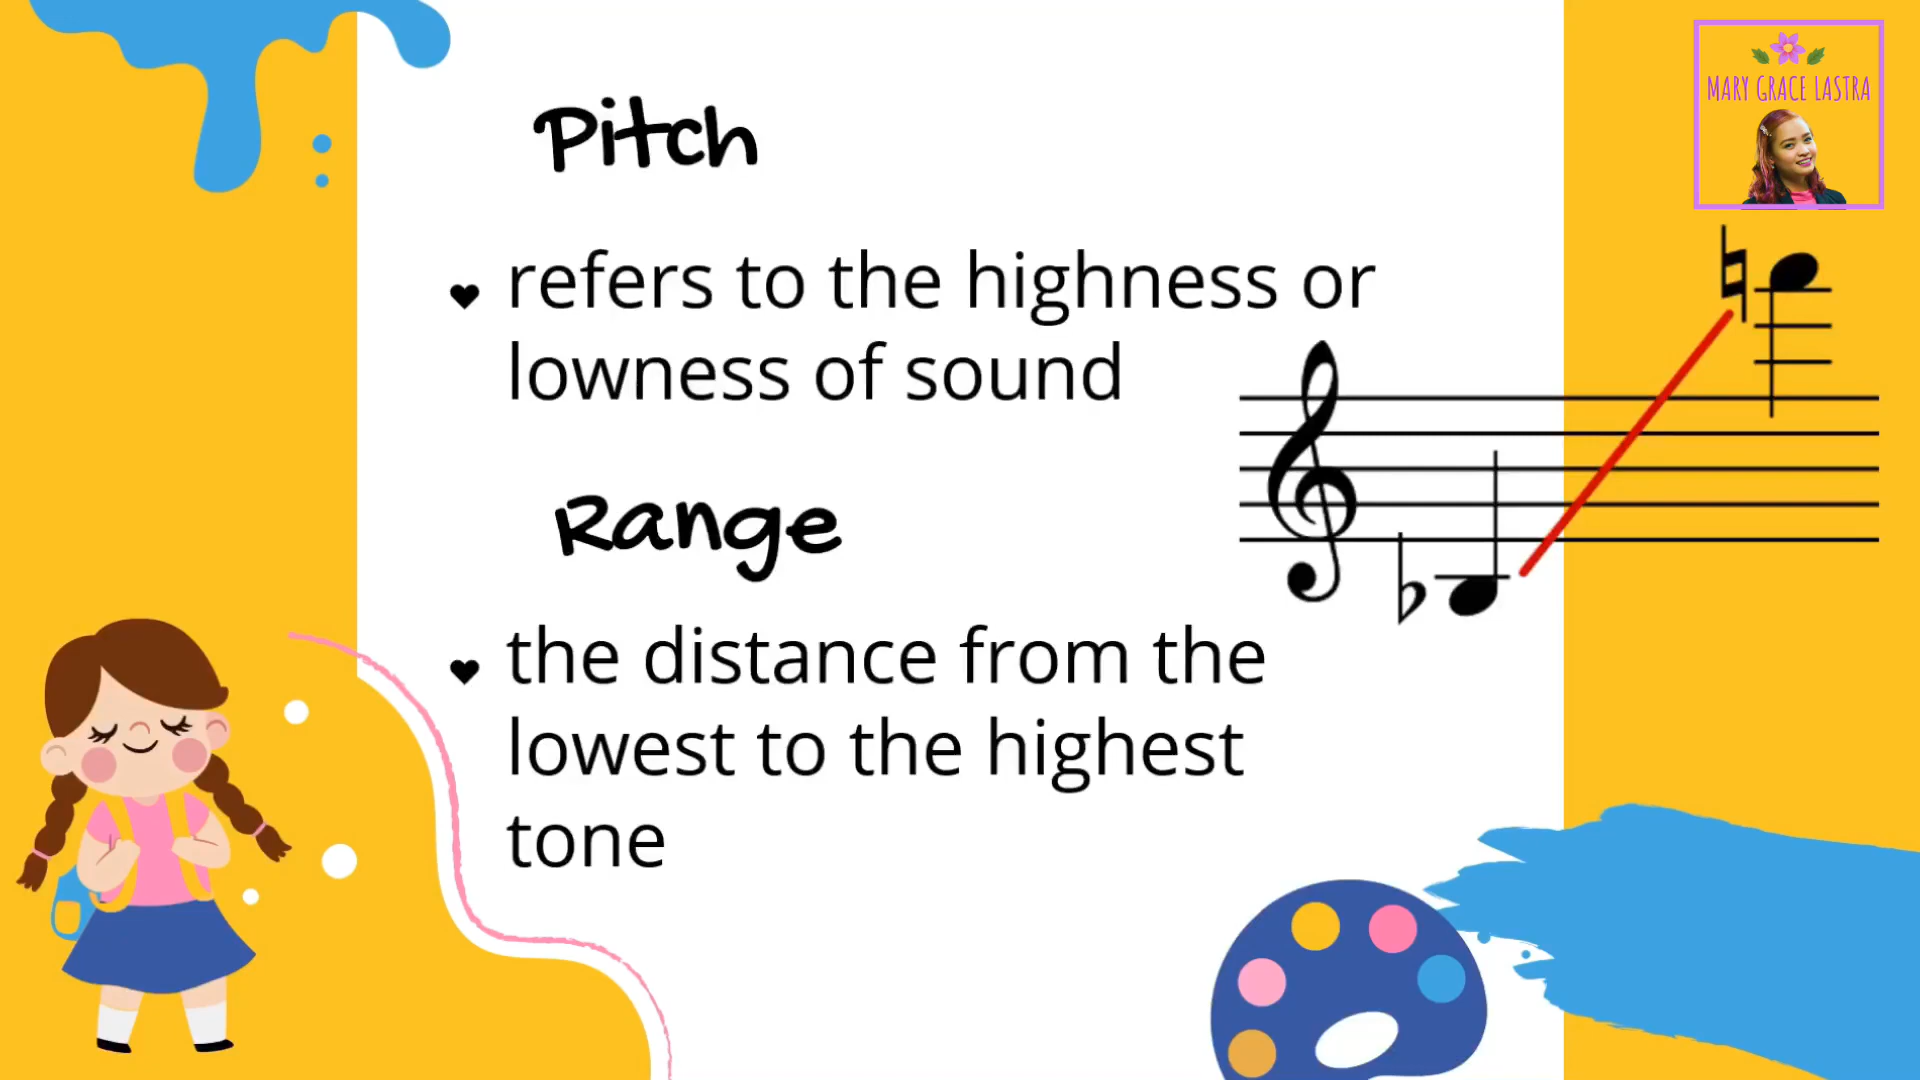 MARY GRACE LASTRA
Pitch
refers to the highness or
lowness of sound
Range
the distance from the
lowest to the highest
tone